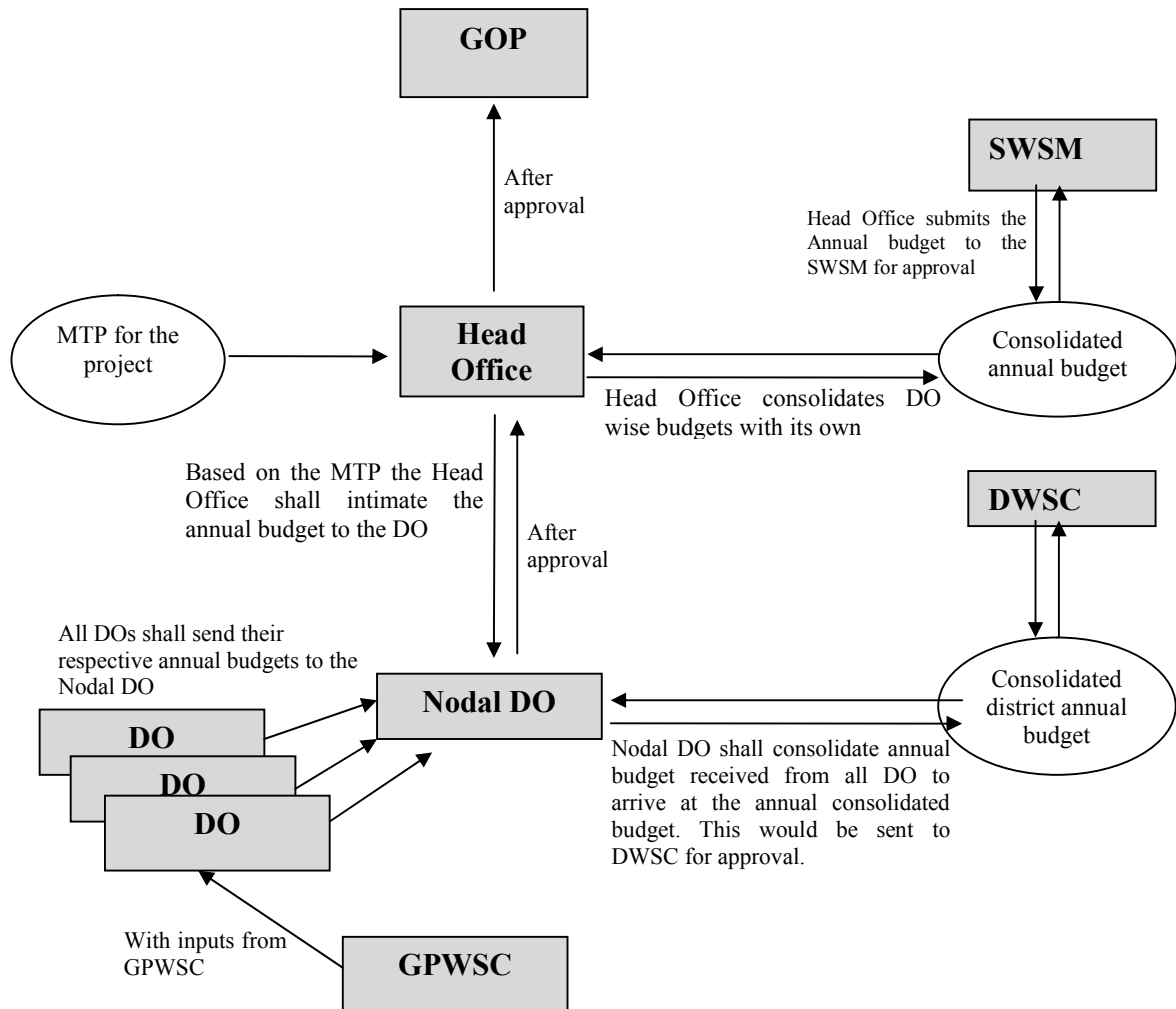 GOP
SWSM
After
approval
Head Office submits the
Annual budget to the
SWSM for approval
MTP for the
project
Head
Office
Consolidated
annual budget
Head Office consolidates DO
wise budgets with its own
Based on the MTP the Head
Office shall intimate the
annual budget to the DO
DWSC
After
approval
All DOs shall send their
respective annual budgets to the
Nodal DO
Nodal DO
Consolidated
district annual
budget
DO
DO
DO
Nodal DO shall consolidate annual
budget received from all DO to
arrive at the annual consolidated
budget. This would be sent to
DWSC for approval.
With inputs from
GPWSC
GPWSC